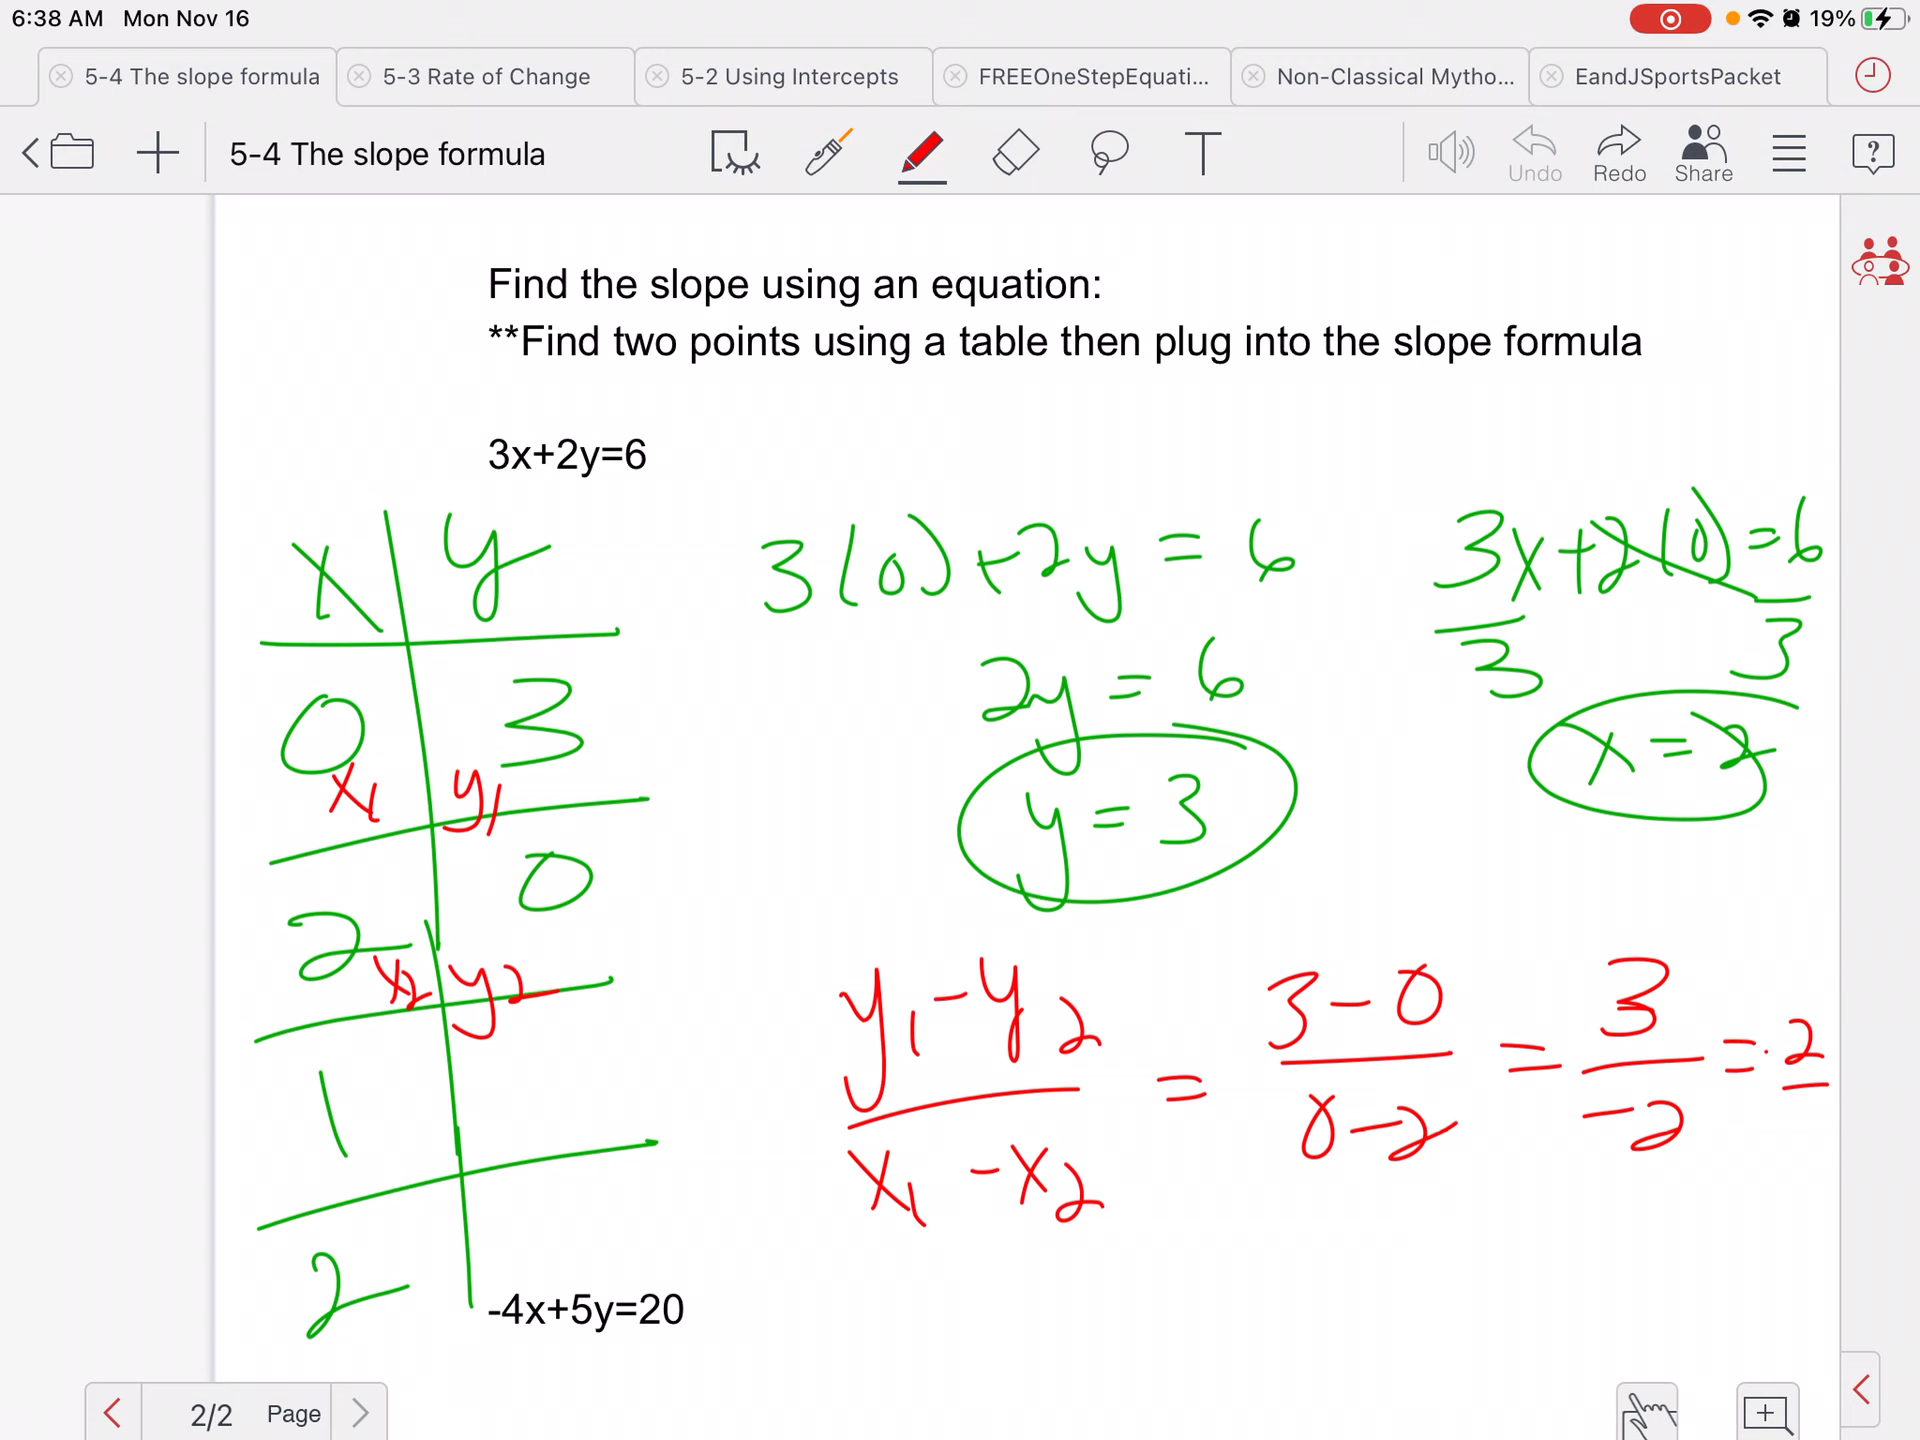 6:38 AM Mon Nov 16 19%
5-4 The slope formula 5-3 Rate of Change 5-2 Using Intercepts FREEOneStepEquati... Non-Classical Mytho... EandJSportsPacket
5-4 The slope formula T Undo Redo Share ?
Find the slope using an equation:
**Find two points using a table then plug into the slope formula
3x+2y=6
x y
0 3
x1 y1
2 0
x2 y2
1
2
3(0)+2y = 6
2y = 6
y = 3
3x+2(0)=6
3 3
x = 2
y1-y2 = 3-0 = 3 = . 2
x1 -x2 0-2 -2
-4x+5y=20
2/2 Page